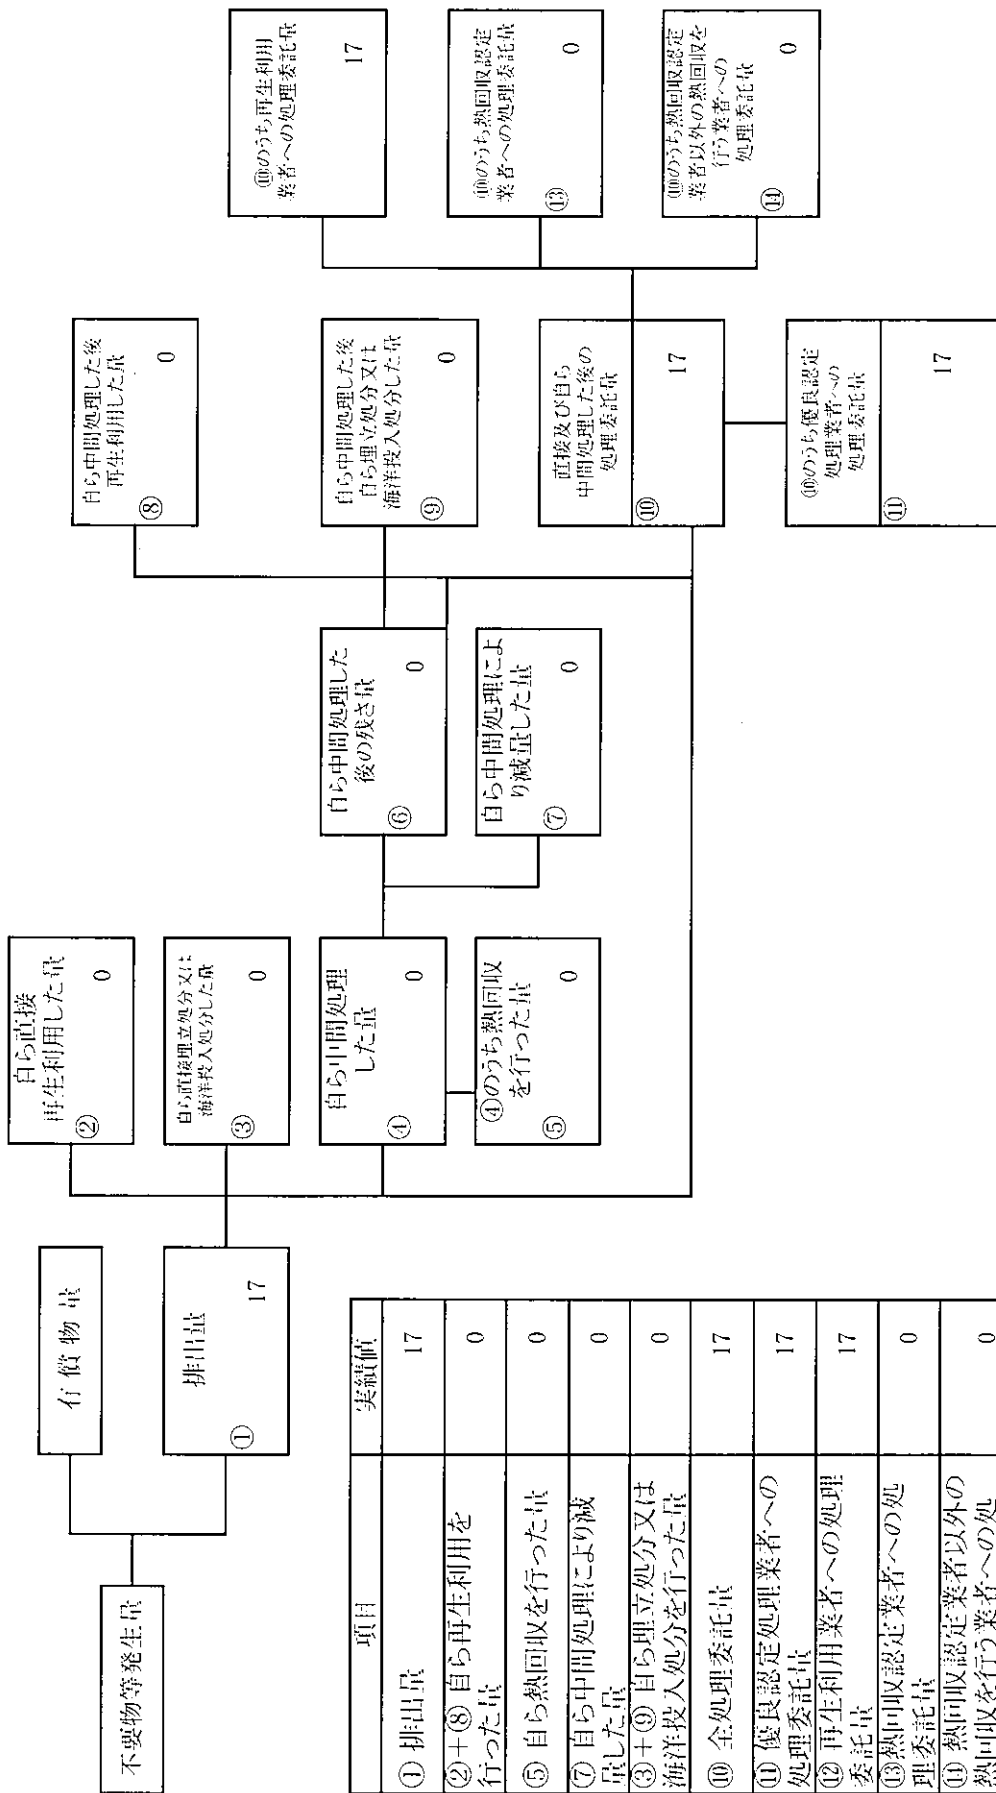 不要物等発生量
有償物量
排出量
① 17
自ら直接
再生利用した量
② 0
自ら直接埋立処分又は
海洋投入処分した量
③ 0
自ら中間処理
した量
④ 0
④のうち熱回収
を行った量
⑤ 0
自ら中間処理した
後の残さ量
⑥ 0
自ら中間処理によ
り減量した量
⑦ 0
自ら中間処理した後
再生利用した量
⑧ 0
自ら中間処理した後
自ら埋立処分又は
海洋投入処分した量
⑨ 0
直接及び自ら
中間処理した後の
処理委託量
⑩ 17
⑩のうち優良認定
処理業者への
処理委託量
⑪ 17
⑩のうち再生利用
業者への処理委託量
17
⑩のうち熱回収認定
業者への処理委託量
⑬ 0
⑩のうち熱回収認定
業者以外の熱回収を
行う業者への
処理委託量
⑭ 0
項目 実績値
① 排出量 17
②+⑧ 自ら再生利用を
行った量 0
⑤ 自ら熱回収を行った量 0
⑦ 自ら中間処理により減
量した量 0
③+⑨ 自ら埋立処分又は
海洋投入処分を行った量 0
⑩ 全処理委託量 17
⑪ 優良認定処理業者への
処理委託量 17
⑫ 再生利用業者への処理
委託量 17
⑬熱回収認定業者への処
理委託量 0
⑭ 熱回収認定業者以外の
熱回収を行う業者への処 0